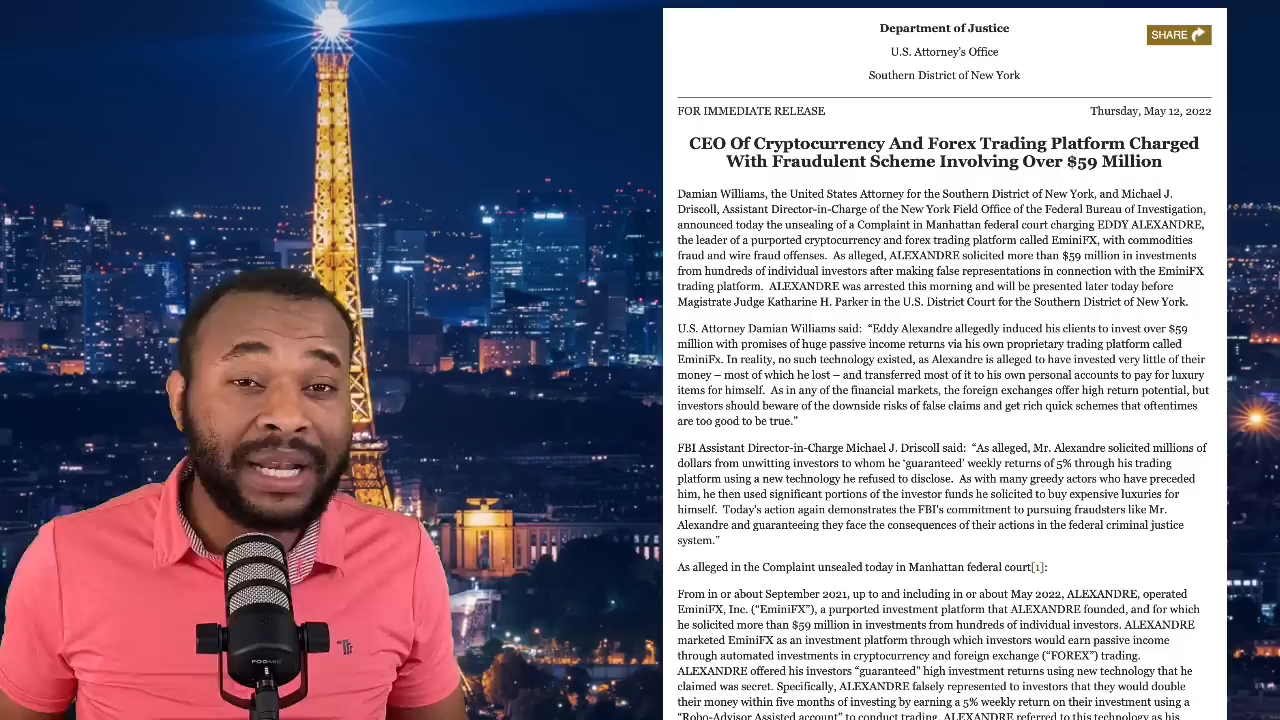 Department of Justice
SHARE
U.S. Attorney's Office
Southern District of New York
FOR IMMEDIATE RELEASE
Thursday, May 12, 2022
CEO Of Cryptocurrency And Forex Trading Platform Charged
With Fraudulent Scheme Involving Over $59 Million
Damian Williams, the United States Attorney for the Southern District of New York, and Michael J.
Driscoll, Assistant Director-in-Charge of the New York Field Office of the Federal Bureau of Investigation,
announced today the unsealing of a Complaint in Manhattan federal court charging EDDY ALEXANDRE,
the leader of a purported cryptocurrency and forex trading platform called EminiFX, with commodities
fraud and wire fraud offenses.  As alleged, ALEXANDRE solicited more than $59 million in investments
from hundreds of individual investors after making false representations in connection with the EminiFX
trading platform.  ALEXANDRE was arrested this morning and will be presented later today before
Magistrate Judge Katharine H. Parker in the U.S. District Court for the Southern District of New York.
U.S. Attorney Damian Williams said:  “Eddy Alexandre allegedly induced his clients to invest over $59
million with promises of huge passive income returns via his own proprietary trading platform called
EminiFx. In reality, no such technology existed, as Alexandre is alleged to have invested very little of their
money – most of which he lost – and transferred most of it to his own personal accounts to pay for luxury
items for himself.  As in any of the financial markets, the foreign exchanges offer high return potential, but
investors should beware of the downside risks of false claims and get rich quick schemes that oftentimes
are too good to be true.”
FBI Assistant Director-in-Charge Michael J. Driscoll said:  “As alleged, Mr. Alexandre solicited millions of
dollars from unwitting investors to whom he ‘guaranteed’ weekly returns of 5% through his trading
platform using a new technology he refused to disclose.  As with many greedy actors who have preceded
him, he then used significant portions of the investor funds he solicited to buy expensive luxuries for
himself.  Today’s action again demonstrates the FBI’s commitment to pursuing fraudsters like Mr.
Alexandre and guaranteeing they face the consequences of their actions in the federal criminal justice
system.”
As alleged in the Complaint unsealed today in Manhattan federal court[1]:
From in or about September 2021, up to and including in or about May 2022, ALEXANDRE, operated
EminiFX, Inc. (“EminiFX”), a purported investment platform that ALEXANDRE founded, and for which
he solicited more than $59 million in investments from hundreds of individual investors. ALEXANDRE
marketed EminiFX as an investment platform through which investors would earn passive income
through automated investments in cryptocurrency and foreign exchange (“FOREX”) trading.
ALEXANDRE offered his investors “guaranteed” high investment returns using new technology that he
claimed was secret. Specifically, ALEXANDRE falsely represented to investors that they would double
their money within five months of investing by earning a 5% weekly return on their investment using a
“Robo-Advisor Assisted account” to conduct trading. ALEXANDRE referred to this technology as his
PODMIC